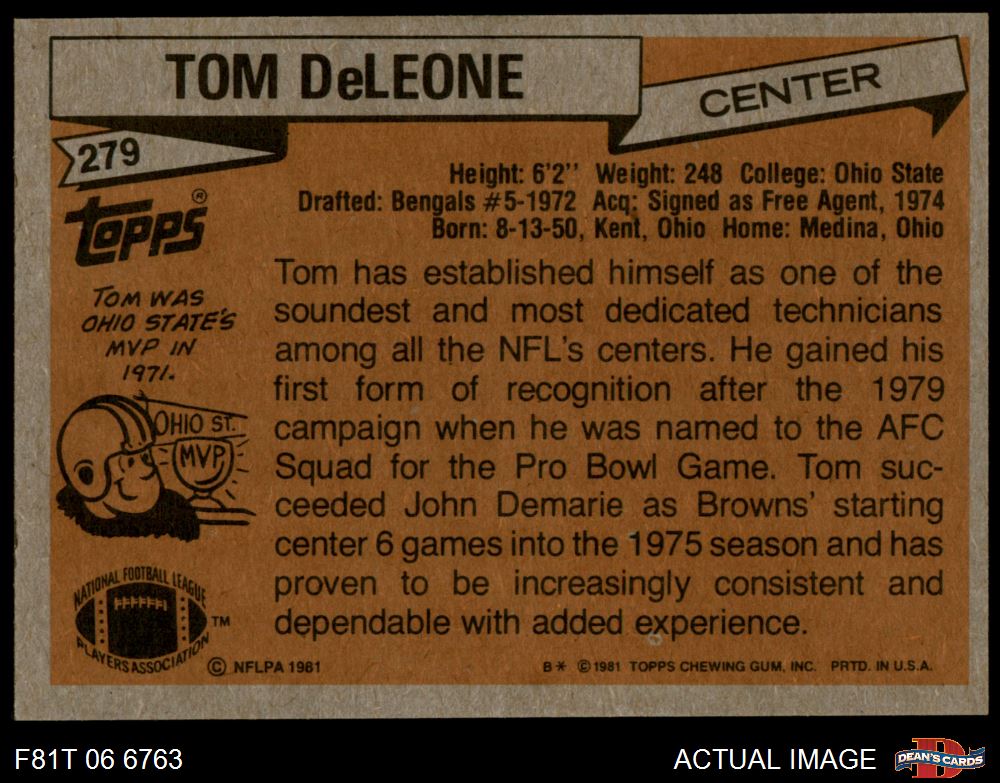 TOM DeLEONE
CENTER
279
Height: 6'2'' Weight: 248 College: Ohio State
Drafted: Bengals #5-1972 Acq: Signed as Free Agent, 1974
Born: 8-13-50, Kent, Ohio Home: Medina, Ohio
Topps®
TOM WAS
OHIO STATE'S
MVP IN
1971.
OHIO ST.
MVP
Tom has established himself as one of the
soundest and most dedicated technicians
among all the NFL's centers. He gained his
first form of recognition after the 1979
campaign when he was named to the AFC
Squad for the Pro Bowl Game. Tom suc-
ceeded John Demarie as Browns' starting
center 6 games into the 1975 season and has
proven to be increasingly consistent and
dependable with added experience.
NATIONAL FOOTBALL LEAGUE
PLAYERS ASSOCIATION
TM
© NFLPA 1981
B* ©1981 TOPPS CHEWING GUM, INC. PRTD. IN U.S.A.
F81T 06 6763
ACTUAL IMAGE
DEAN'S CARDS